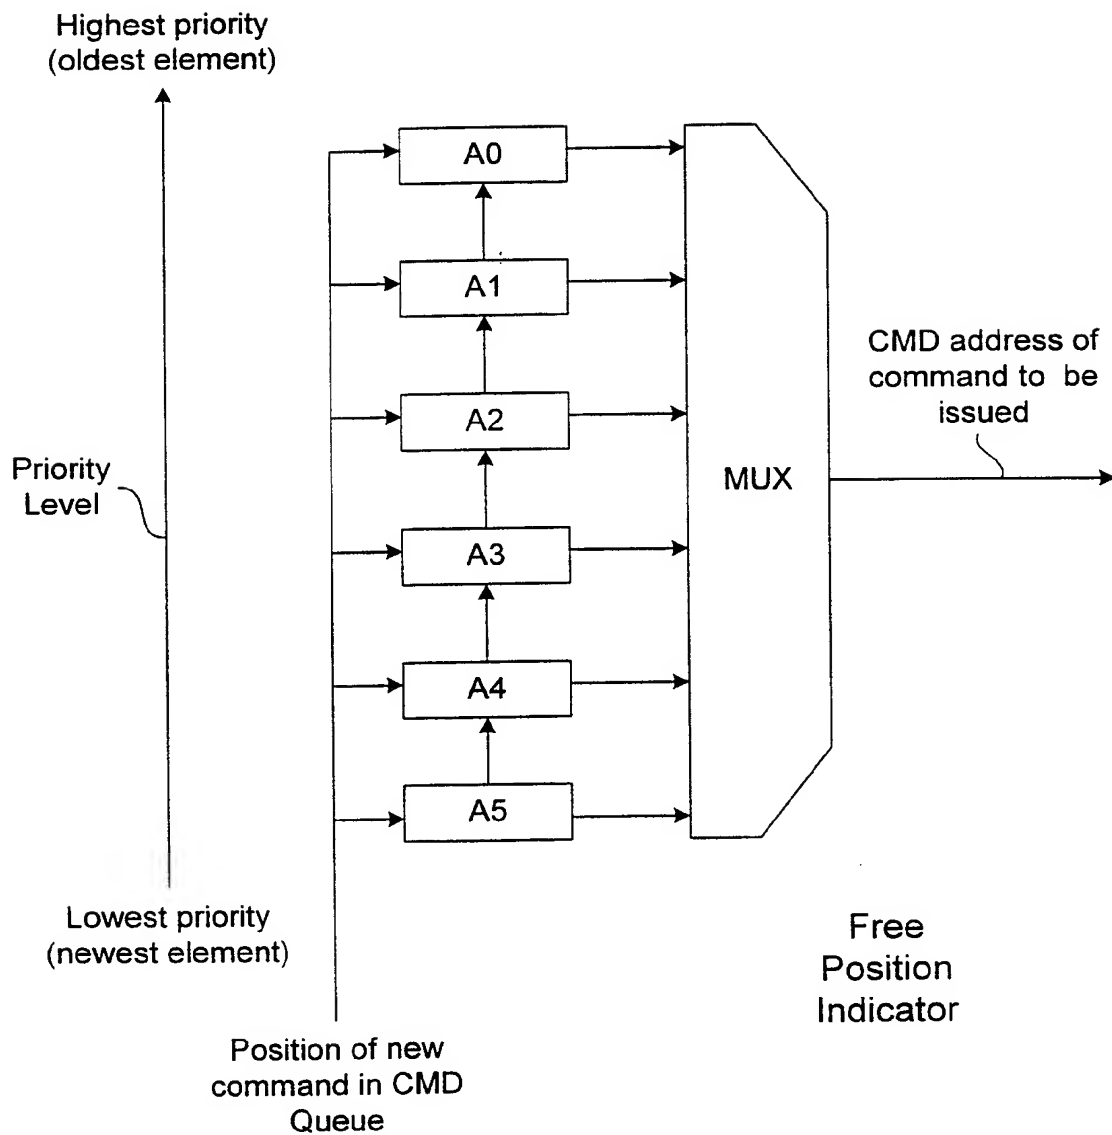 Highest priority
(oldest element)
A0
A1
A2
A3
A4
A5
MUX
CMD address of
command to be
issued
Priority
Level
Lowest priority
(newest element)
Free
Position
Indicator
Position of new
command in CMD
Queue